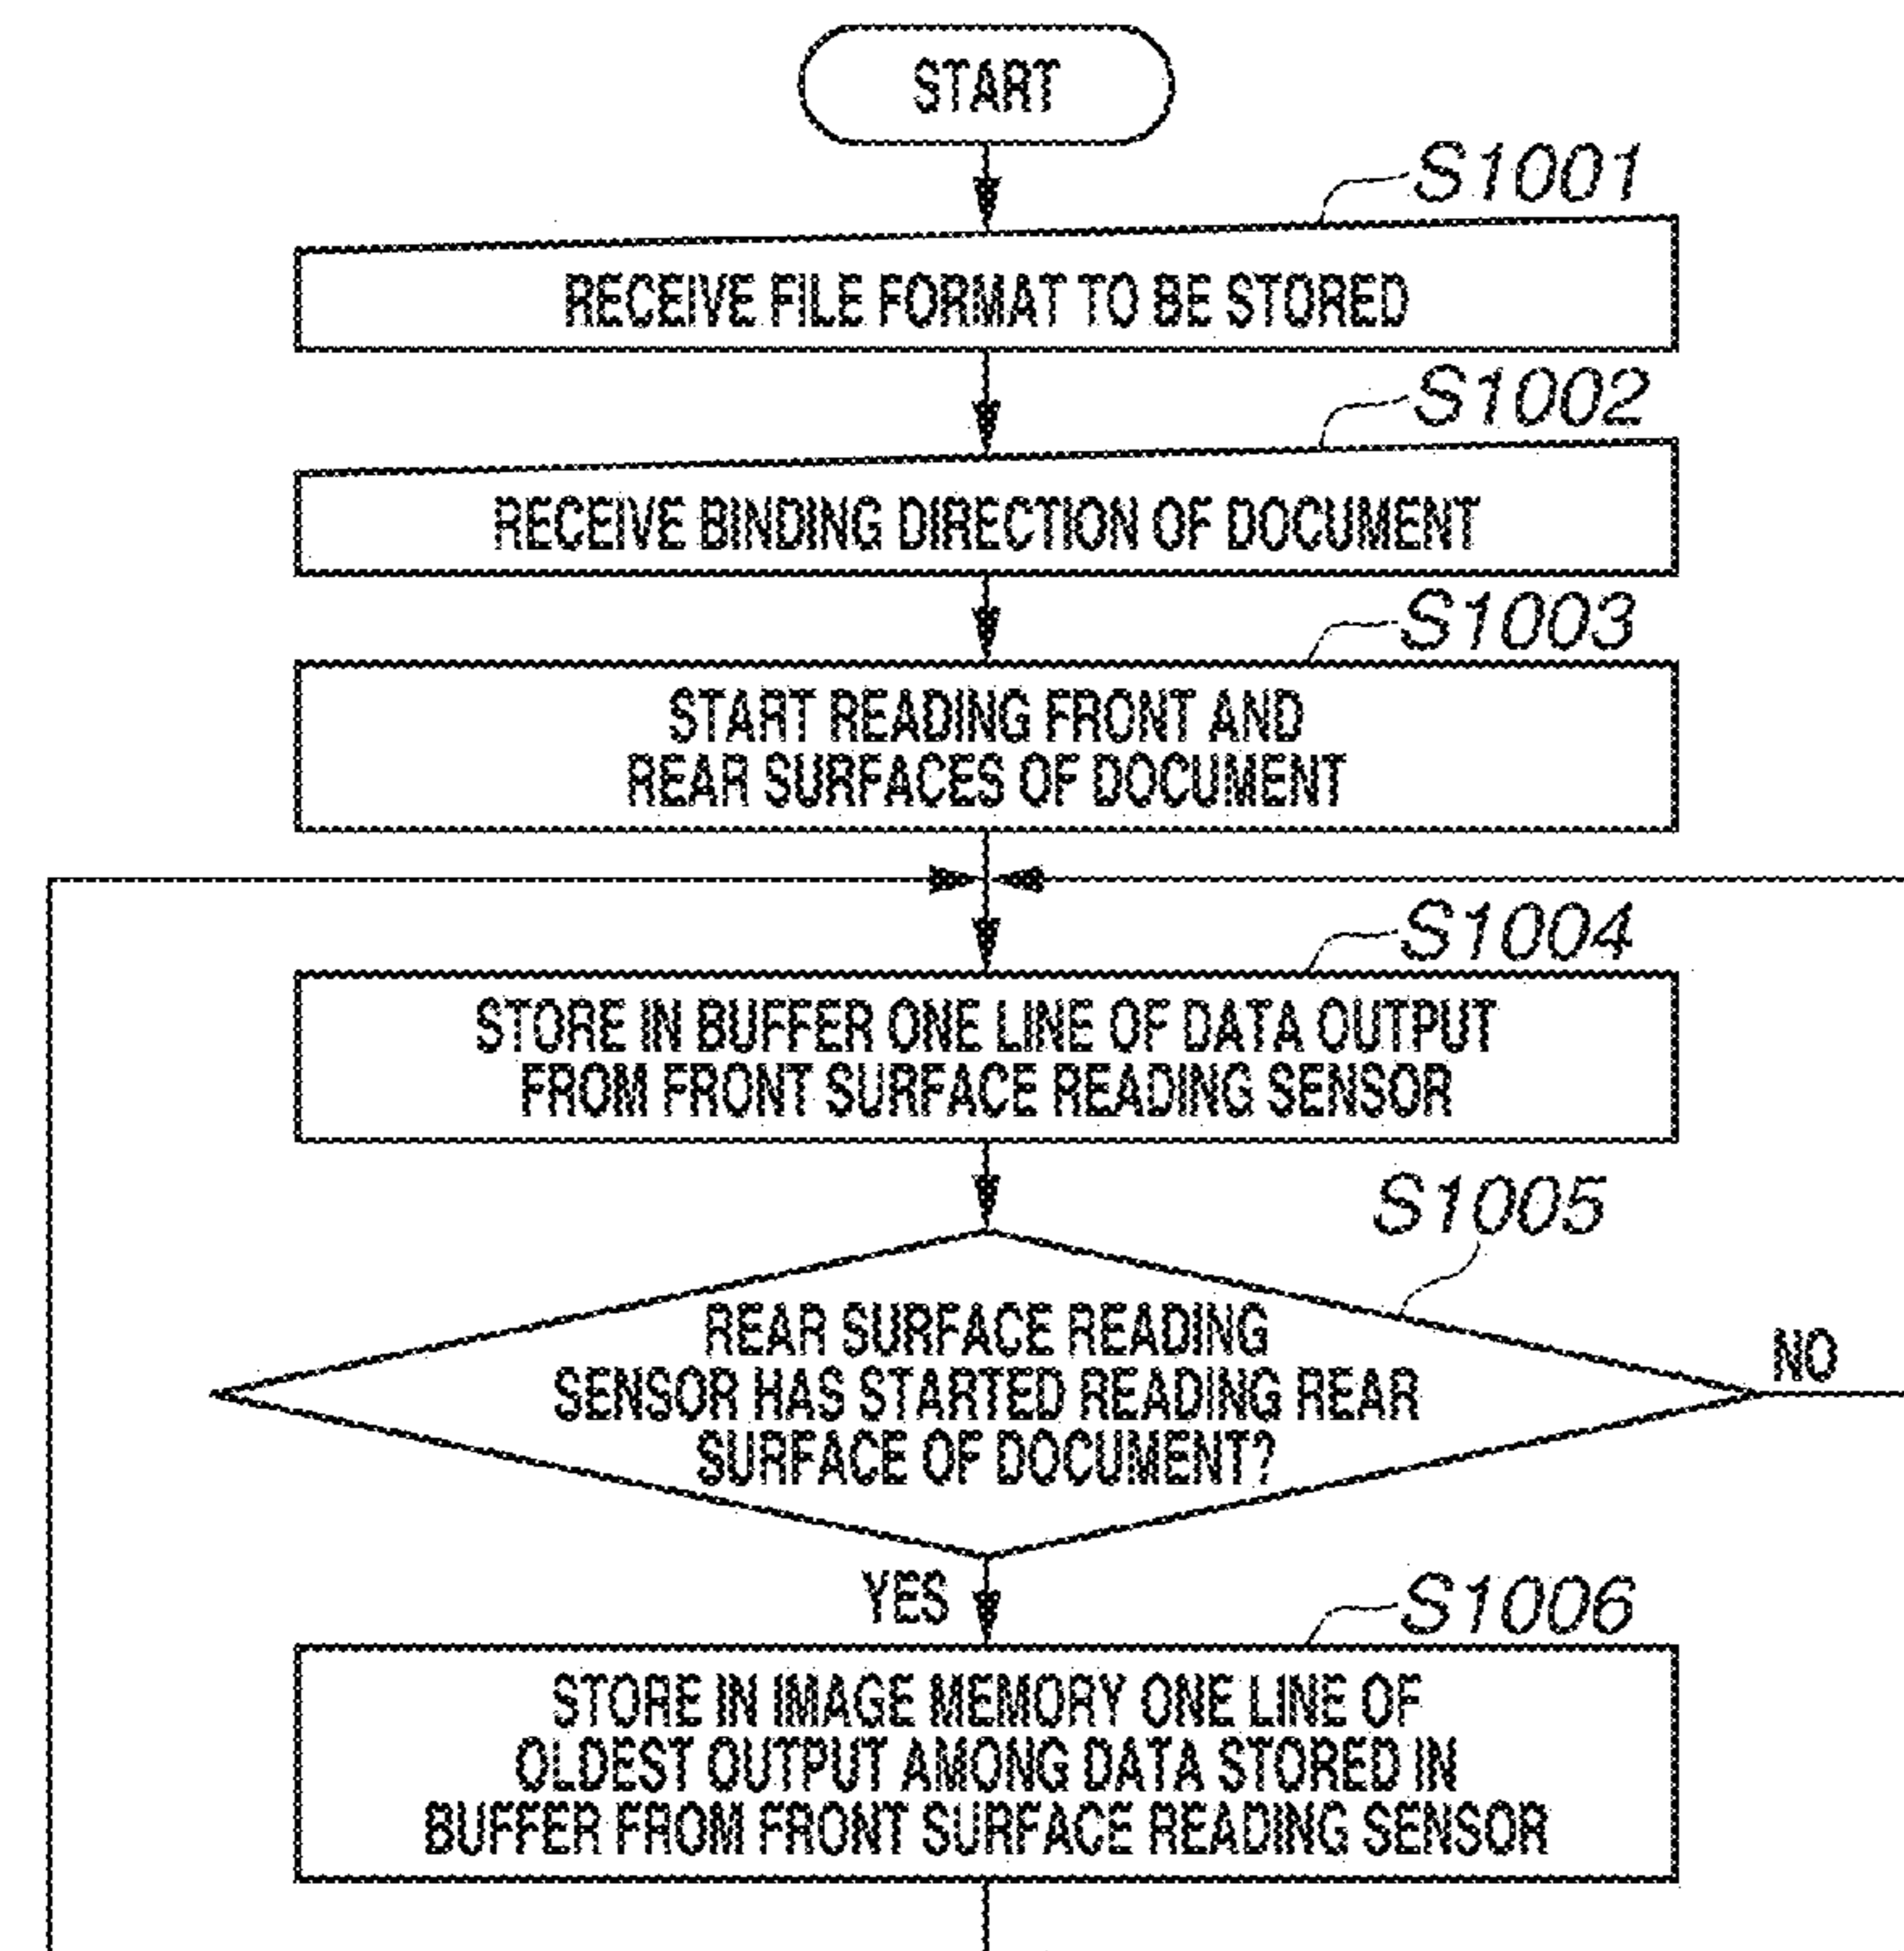 START
S1001
RECEIVE FILE FORMAT TO BE STORED
S1002
RECEIVE BINDING DIRECTION OF DOCUMENT
S1003
START READING FRONT AND
REAR SURFACES OF DOCUMENT
S1004
STORE IN BUFFER ONE LINE OF DATA OUTPUT
FROM FRONT SURFACE READING SENSOR
S1005
REAR SURFACE READING
SENSOR HAS STARTED READING REAR
SURFACE OF DOCUMENT?
NO
YES
S1006
STORE IN IMAGE MEMORY ONE LINE OF
OLDEST OUTPUT AMONG DATA STORED IN
BUFFER FROM FRONT SURFACE READING SENSOR